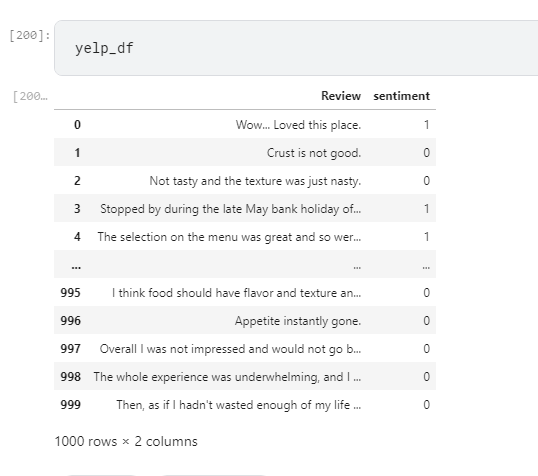 [200]:
yelp_df
[200…
Review sentiment
0 Wow... Loved this place. 1
1 Crust is not good. 0
2 Not tasty and the texture was just nasty. 0
3 Stopped by during the late May bank holiday of... 1
4 The selection on the menu was great and so wer... 1
... ... ...
995 I think food should have flavor and texture an... 0
996 Appetite instantly gone. 0
997 Overall I was not impressed and would not go b... 0
998 The whole experience was underwhelming, and I ... 0
999 Then, as if I hadn't wasted enough of my life ... 0
1000 rows × 2 columns